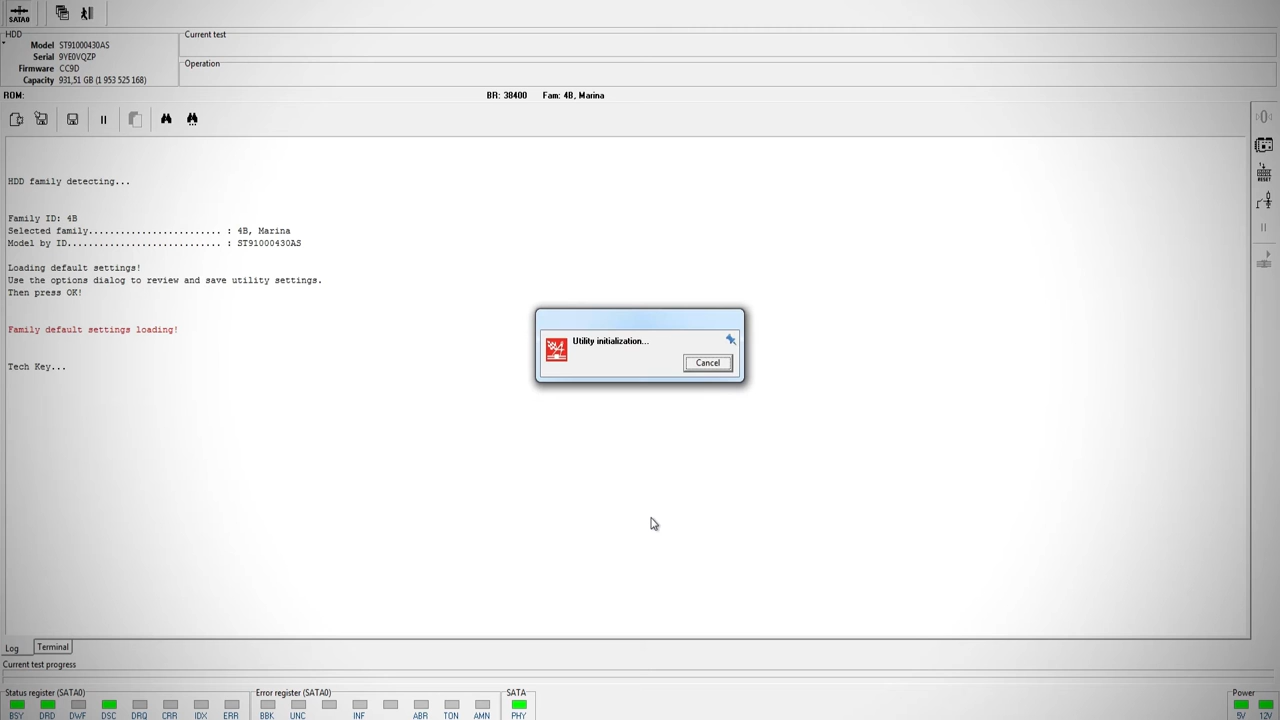 SATA0
HDD
Model ST91000430AS
Serial 9YE0VQZP
Firmware CC9D
Capacity 931,51 GB (1 953 525 168)
Current test
Operation
ROM:
BR: 38400
Fam: 4B, Marina
HDD family detecting...
Family ID: 4B
Selected family........................ : 4B, Marina
Model by ID............................. : ST91000430AS
Loading default settings!
Use the options dialog to review and save utility settings.
Then press OK!
Family default settings loading!
Tech Key...
Utility initialization...
Cancel
RESET
Log
Terminal
Current test progress
Status register (SATA0)
BSY DRD DWF DSC DRQ CRR IDX ERR
Error register (SATA0)
BBK UNC INF ABR TON AMN
SATA
PHY
Power
5V 12V